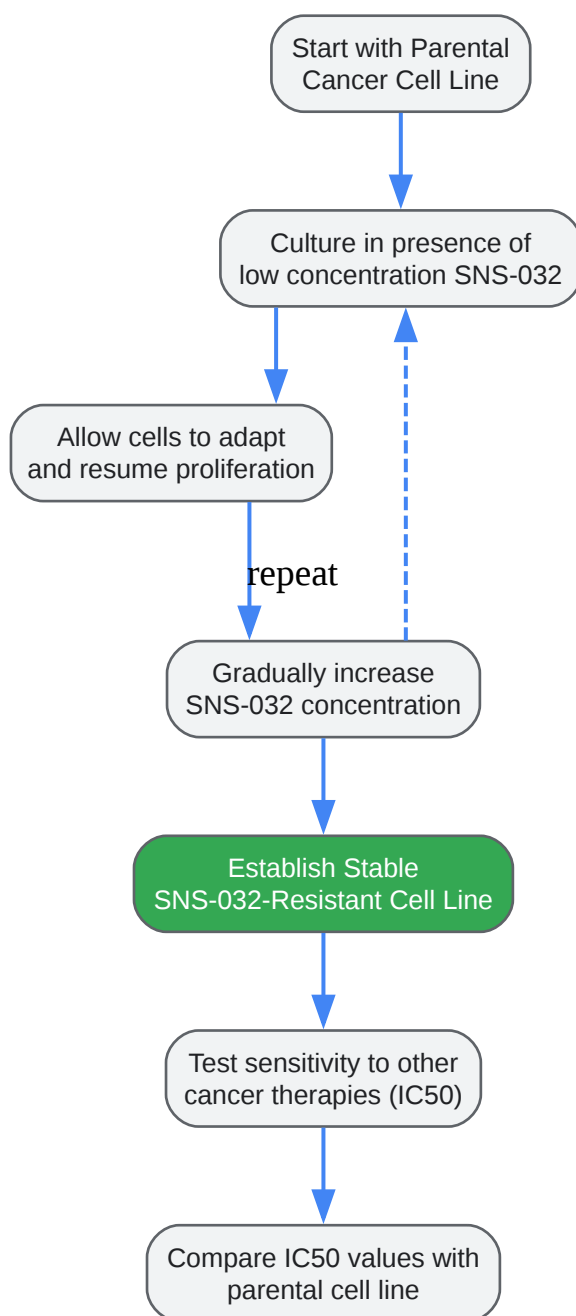 Start with Parental
Cancer Cell Line
Culture in presence of
low concentration SNS-032
Allow cells to adapt
and resume proliferation
repeat
Gradually increase
SNS-032 concentration
Establish Stable
SNS-032-Resistant Cell Line
Test sensitivity to other
cancer therapies (IC50)
Compare IC50 values with
parental cell line